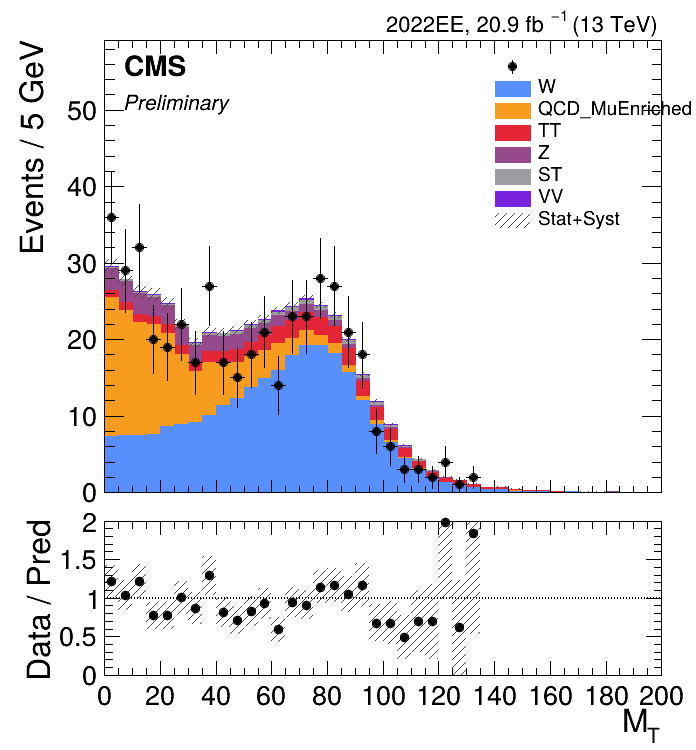 2022EE, 20.9 fb⁻¹ (13 TeV)
CMS
Preliminary
W
QCD_MuEnriched
TT
Z
ST
VV
Stat+Syst
Events / 5 GeV
50
40
30
20
10
0
Data / Pred
2
1.5
1
0.5
0
0 20 40 60 80 100 120 140 160 180 200
M_T